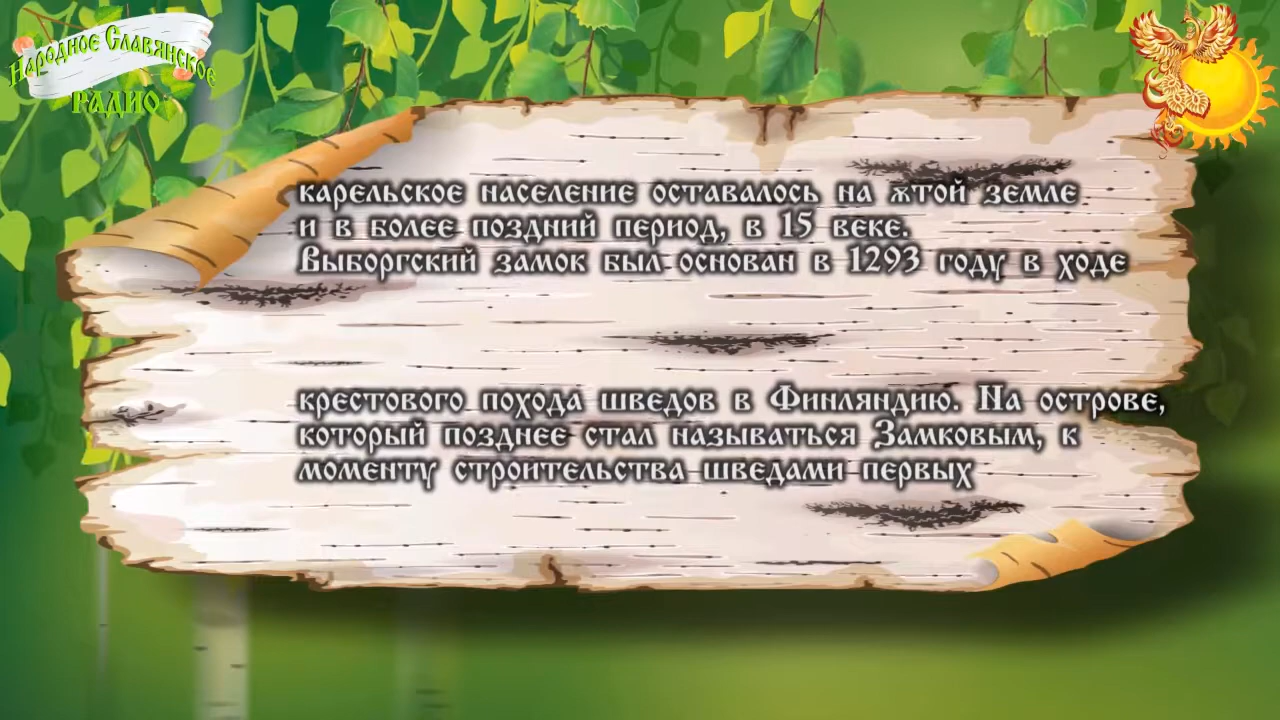 Народное Славянское
РАДИО
карельское население оставалось на ѫтой земле
и в более поздний период, в 15 веке.
Выборгский замок был основан в 1293 году в ходе
крестового похода шведов в Финляндию. На острове,
который позднее стал называться Замковым, к
моменту строительства шведами первых